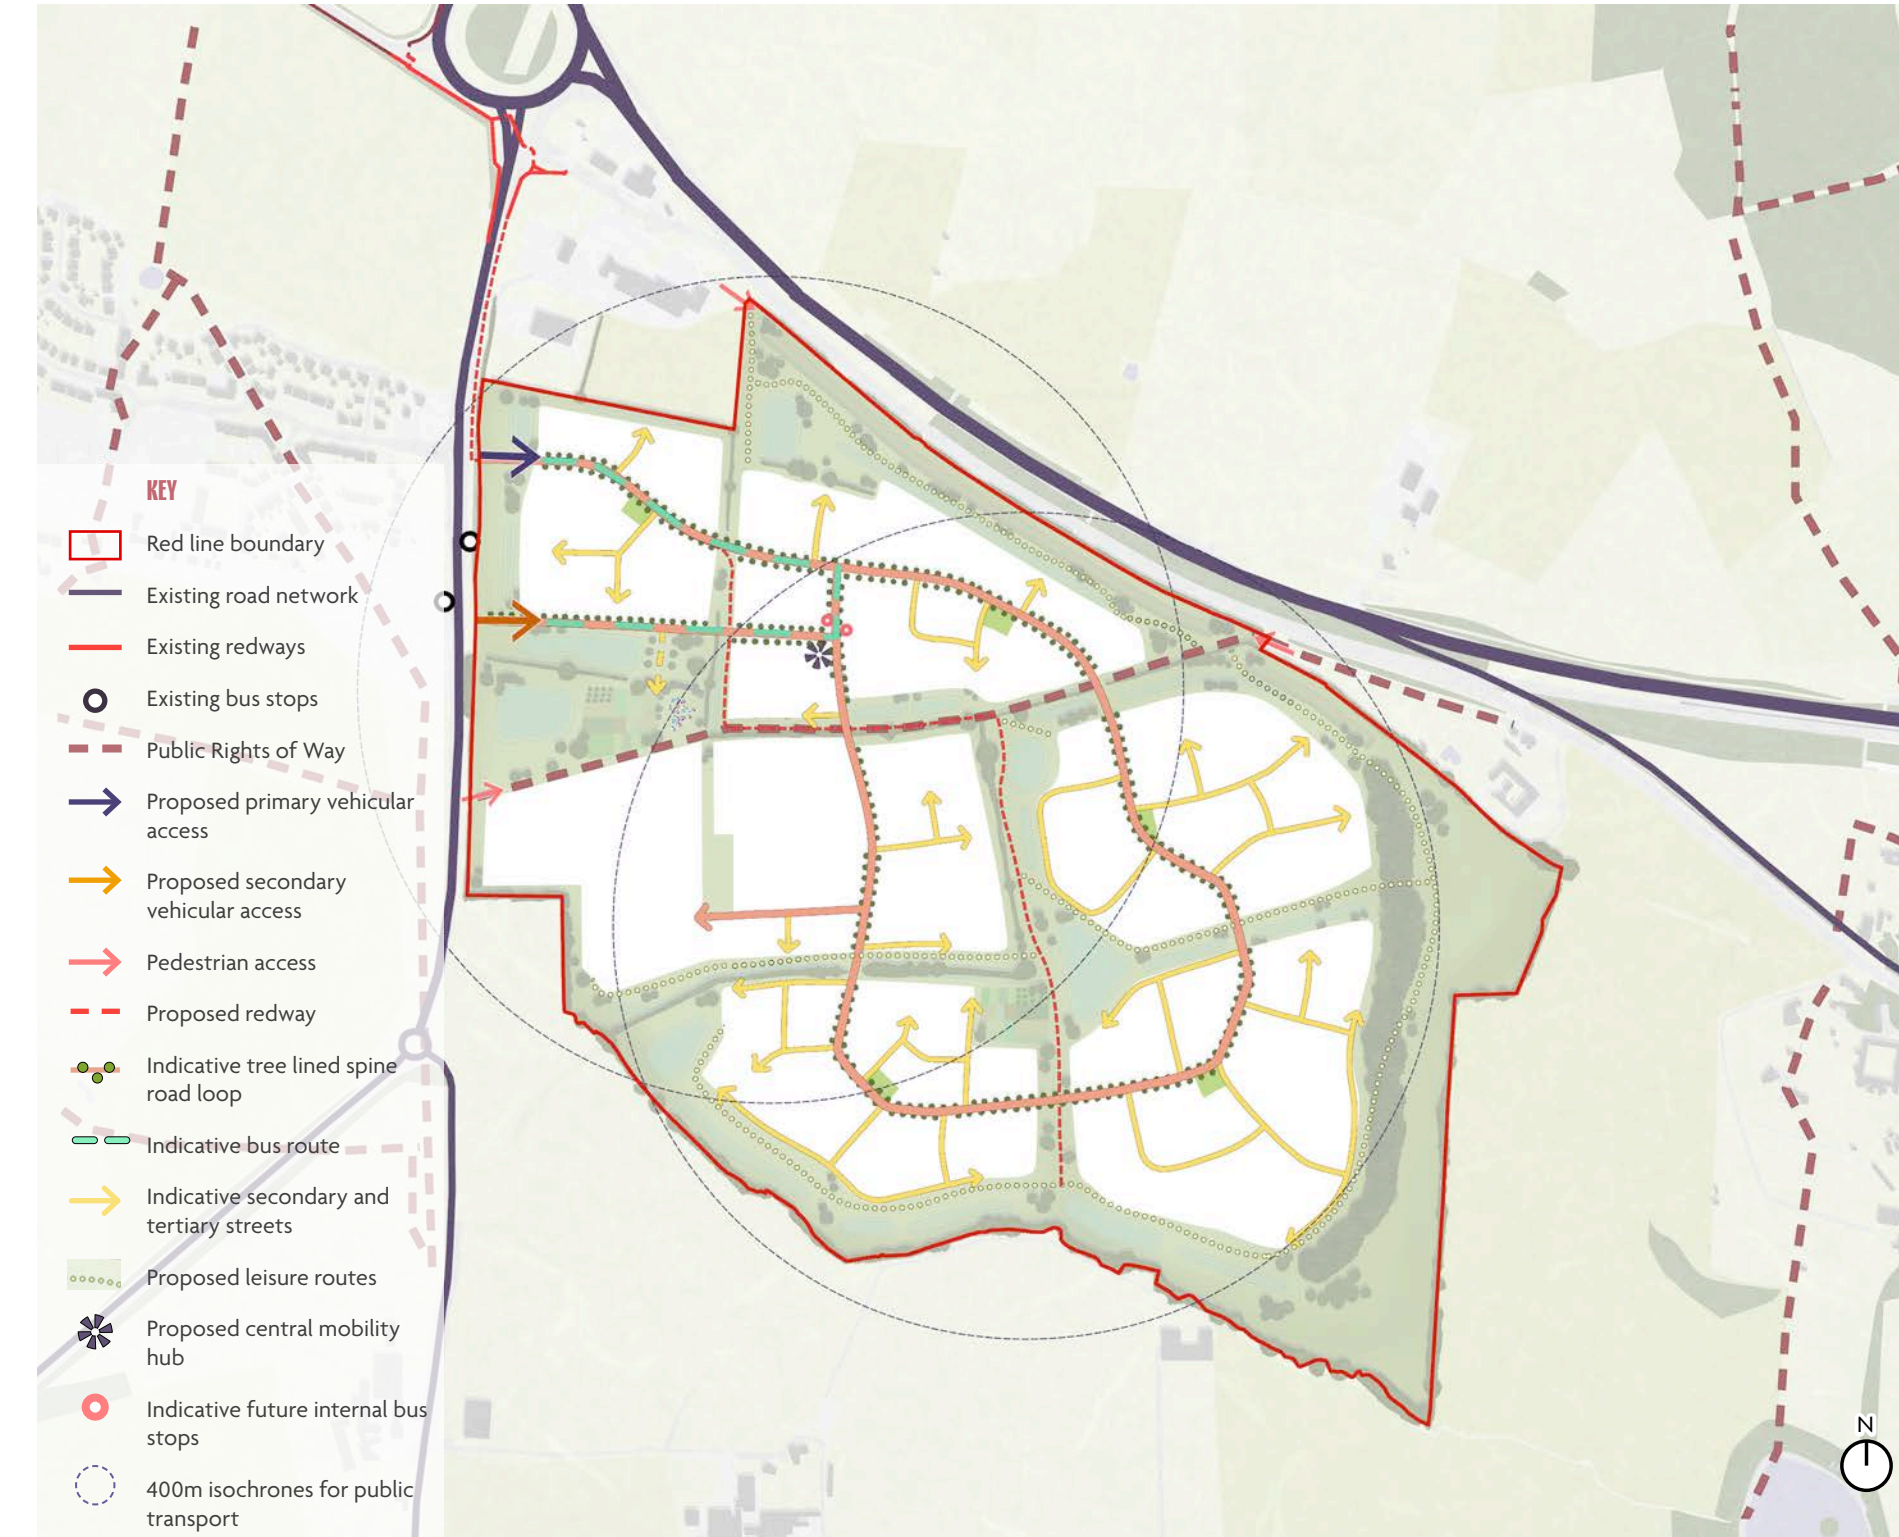 KEY
Red line boundary
Existing road network
Existing redways
Existing bus stops
Public Rights of Way
Proposed primary vehicular
access
Proposed secondary
vehicular access
Pedestrian access
Proposed redway
Indicative tree lined spine
road loop
Indicative bus route
Indicative secondary and
tertiary streets
Proposed leisure routes
Proposed central mobility
hub
Indicative future internal bus
stops
400m isochrones for public
transport
N